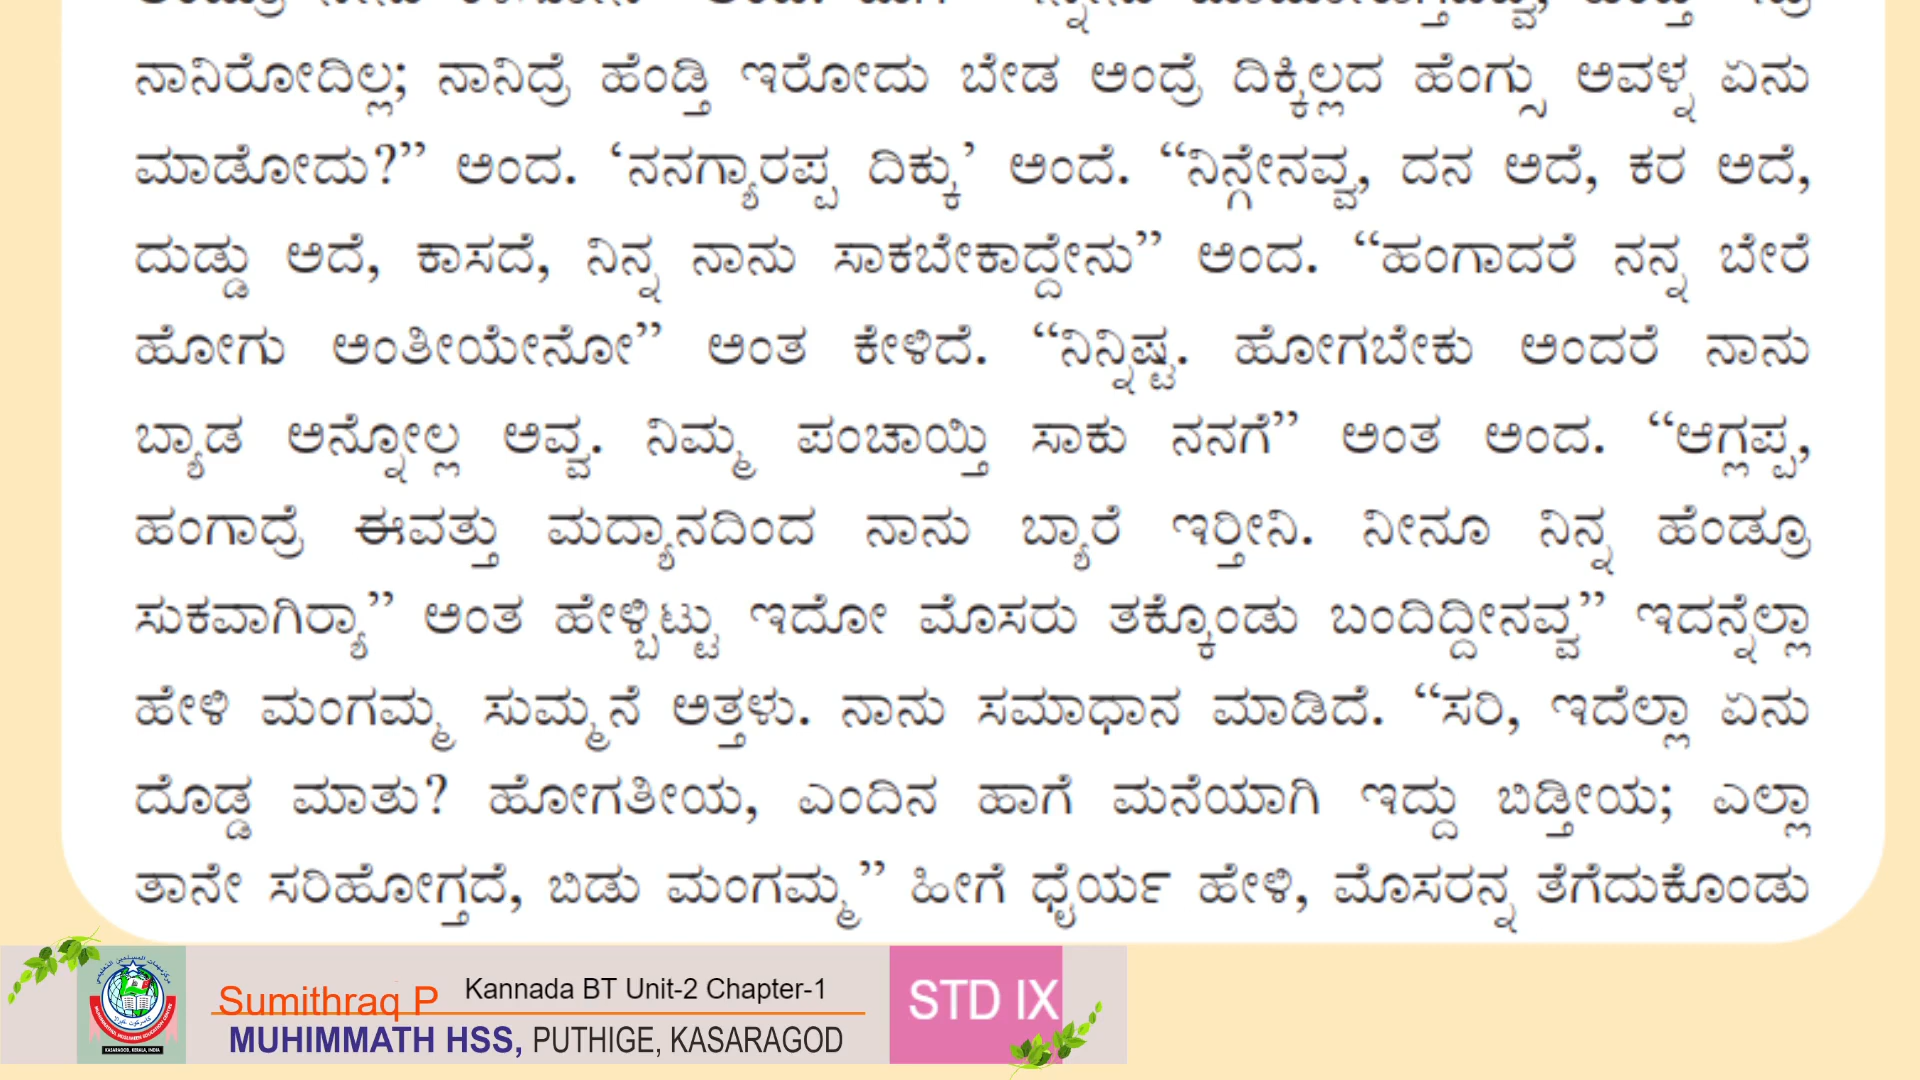 ನಾನಿರೋದಿಲ್ಲ; ನಾನಿದ್ರೆ ಹೆಂಡ್ತಿ ಇರೋದು ಬೇಡ ಅಂದ್ರೆ ದಿಕ್ಕಿಲ್ಲದ ಹೆಂಗ್ಸು ಅವಳ್ನ ಏನು
ಮಾಡೋದು?” ಅಂದ. ‘ನನಗ್ಯಾರಪ್ಪ ದಿಕ್ಕು’ ಅಂದೆ. “ನಿನ್ಗೇನವ್ವ, ದನ ಅದೆ, ಕರ ಅದೆ,
ದುಡ್ಡು ಅದೆ, ಕಾಸದೆ, ನಿನ್ನ ನಾನು ಸಾಕಬೇಕಾದ್ದೇನು” ಅಂದ. “ಹಂಗಾದರೆ ನನ್ನ ಬೇರೆ
ಹೋಗು ಅಂತೀಯೇನೋ” ಅಂತ ಕೇಳಿದೆ. “ನಿನ್ನಿಷ್ಟ. ಹೋಗಬೇಕು ಅಂದರೆ ನಾನು
ಬ್ಯಾಡ ಅನ್ನೋಲ್ಲ ಅವ್ವ. ನಿಮ್ಮ ಪಂಚಾಯ್ತಿ ಸಾಕು ನನಗೆ” ಅಂತ ಅಂದ. “ಆಗ್ಲಪ್ಪ,
ಹಂಗಾದ್ರೆ ಈವತ್ತು ಮದ್ಯಾನದಿಂದ ನಾನು ಬ್ಯಾರೆ ಇರ್‍ತೀನಿ. ನೀನೂ ನಿನ್ನ ಹೆಂಡ್ರೂ
ಸುಕವಾಗಿರ್‍ಯಾ” ಅಂತ ಹೇಳ್ಬಿಟ್ಟು ಇದೋ ಮೊಸರು ತಕ್ಕೊಂಡು ಬಂದಿದ್ದೀನವ್ವ” ಇದನ್ನೆಲ್ಲಾ
ಹೇಳಿ ಮಂಗಮ್ಮ ಸುಮ್ಮನೆ ಅತ್ತಳು. ನಾನು ಸಮಾಧಾನ ಮಾಡಿದೆ. “ಸರಿ, ಇದೆಲ್ಲಾ ಏನು
ದೊಡ್ಡ ಮಾತು? ಹೋಗತೀಯ, ಎಂದಿನ ಹಾಗೆ ಮನೆಯಾಗಿ ಇದ್ದು ಬಿಡ್ತೀಯ; ಎಲ್ಲಾ
ತಾನೇ ಸರಿಹೋಗ್ತದೆ, ಬಿಡು ಮಂಗಮ್ಮ” ಹೀಗೆ ಧೈರ್ಯ ಹೇಳಿ, ಮೊಸರನ್ನ ತೆಗೆದುಕೊಂಡು
Sumithraq P
Kannada BT Unit-2 Chapter-1
MUHIMMATH HSS, PUTHIGE, KASARAGOD
STD IX
KASARAGOD, KERALA, INDIA